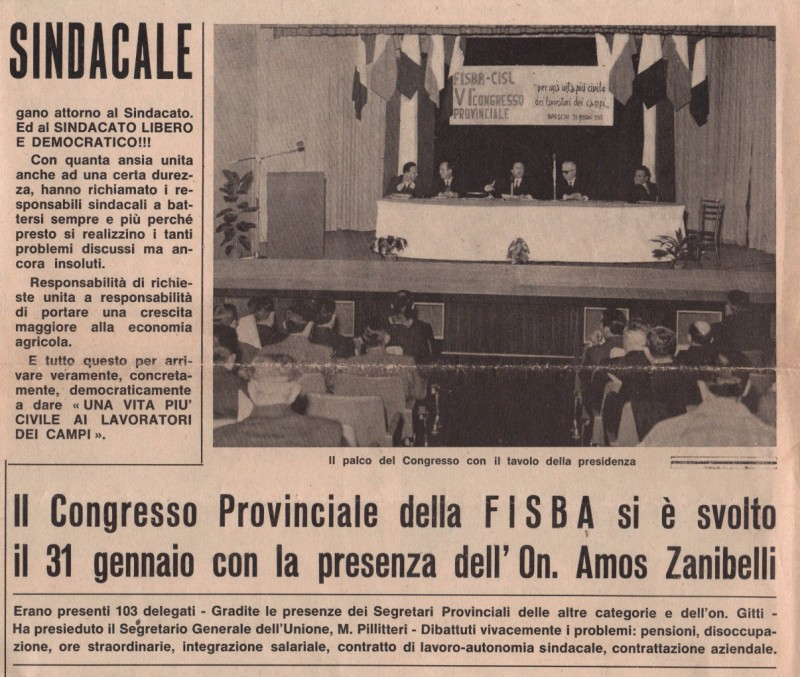 SINDACALE
gano attorno al Sindacato.
Ed al SINDACATO LIBERO
E DEMOCRATICO!!!
Con quanta ansia unita
anche ad una certa durez-
za, hanno richiamato i re-
sponsabili sindacali a bat-
tersi sempre e più perché
presto si realizzino i tanti
problemi discussi ma an-
cora insoluti.
Responsabilità di richie-
ste unita a responsabilità
di portare una crescita
maggiore alla economia
agricola.
E tutto questo per arri-
vare veramente, concreta-
mente, democraticamente
a dare « UNA VITA PIU'
CIVILE AI LAVORATORI
DEI CAMPI ».
FISBA-CISL
VI° CONGRESSO
PROVINCIALE
"per una vita più civile
dei lavoratori dei campi"
Il palco del Congresso con il tavolo della presidenza
Il Congresso Provinciale della FISBA si è svolto
il 31 gennaio con la presenza dell'On. Amos Zanibelli
Erano presenti 103 delegati - Gradite le presenze dei Segretari Provinciali delle altre categorie e dell'on. Gitti -
Ha presieduto il Segretario Generale dell'Unione, M. Pillitteri - Dibattuti vivacemente i problemi: pensioni, disoccupa-
zione, ore straordinarie, integrazione salariale, contratto di lavoro-autonomia sindacale, contrattazione aziendale.